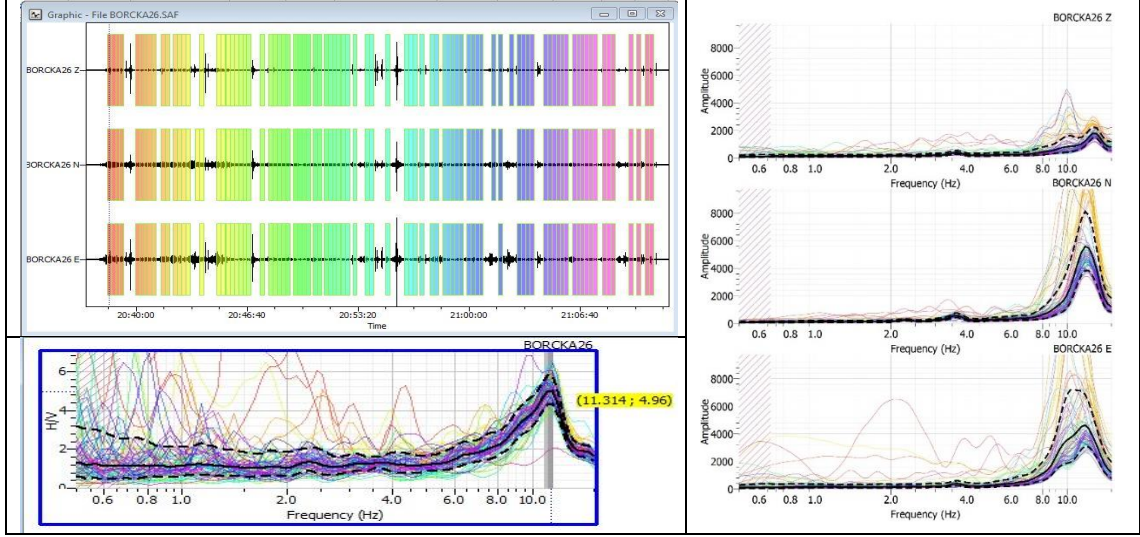 Graphic - File BORCKA26.SAF
BORCKA26 Z
BORCKA26 N
BORCKA26 E
20:40:00 20:46:40 20:53:20 21:00:00 21:06:40
Time
BORCKA26
6
4
2
0
H/V
(11.314 ; 4.96)
0.6 0.8 1.0 2.0 4.0 6.0 8.0 10.0
Frequency (Hz)
BORCKA26 Z
8000
6000
4000
2000
0
Amplitude
0.6 0.8 1.0 2.0 4.0 6.0 8.0 10.0
Frequency (Hz)
BORCKA26 N
8000
6000
4000
2000
0
Amplitude
0.6 0.8 1.0 2.0 4.0 6.0 8.0 10.0
Frequency (Hz)
BORCKA26 E
8000
6000
4000
2000
0
Amplitude
0.6 0.8 1.0 2.0 4.0 6.0 8.0 10.0
Frequency (Hz)